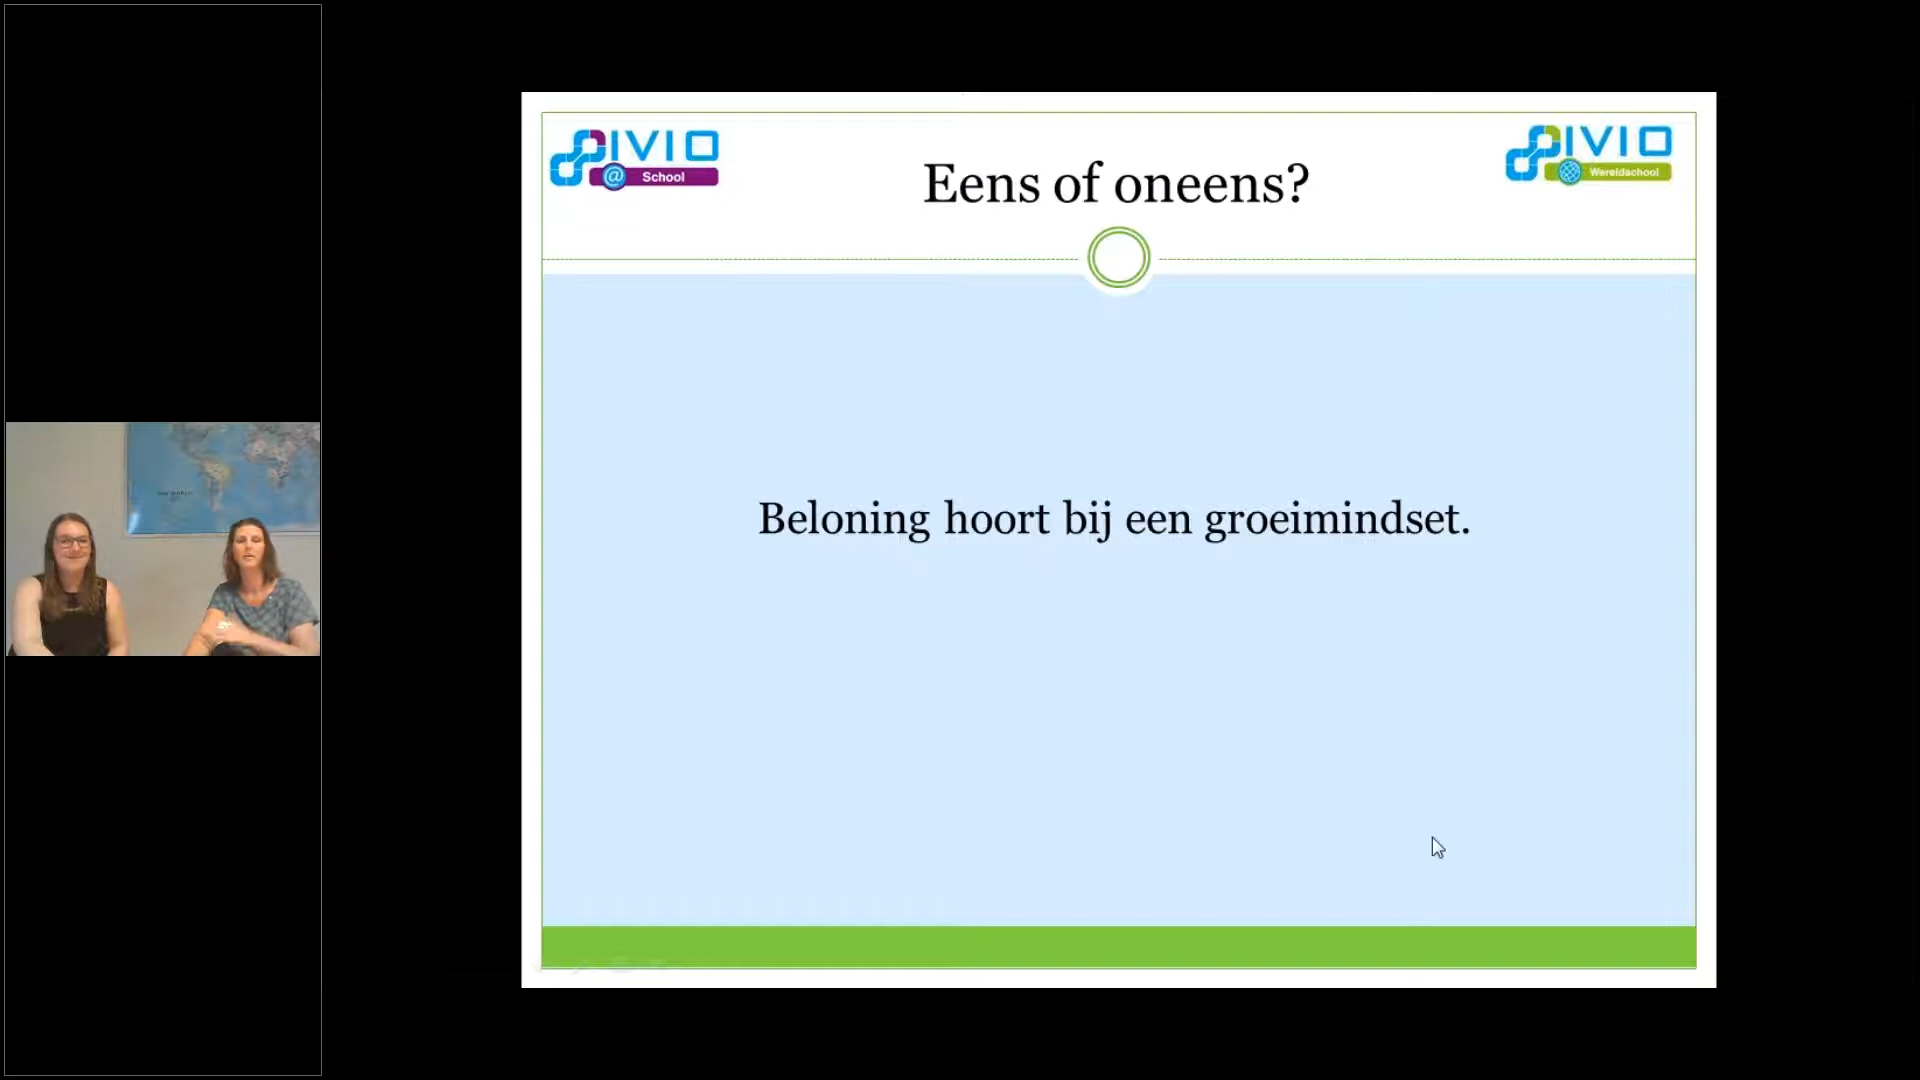 IVIO
@ School
Eens of oneens?
IVIO
Wereldschool
Beloning hoort bij een groeimindset.